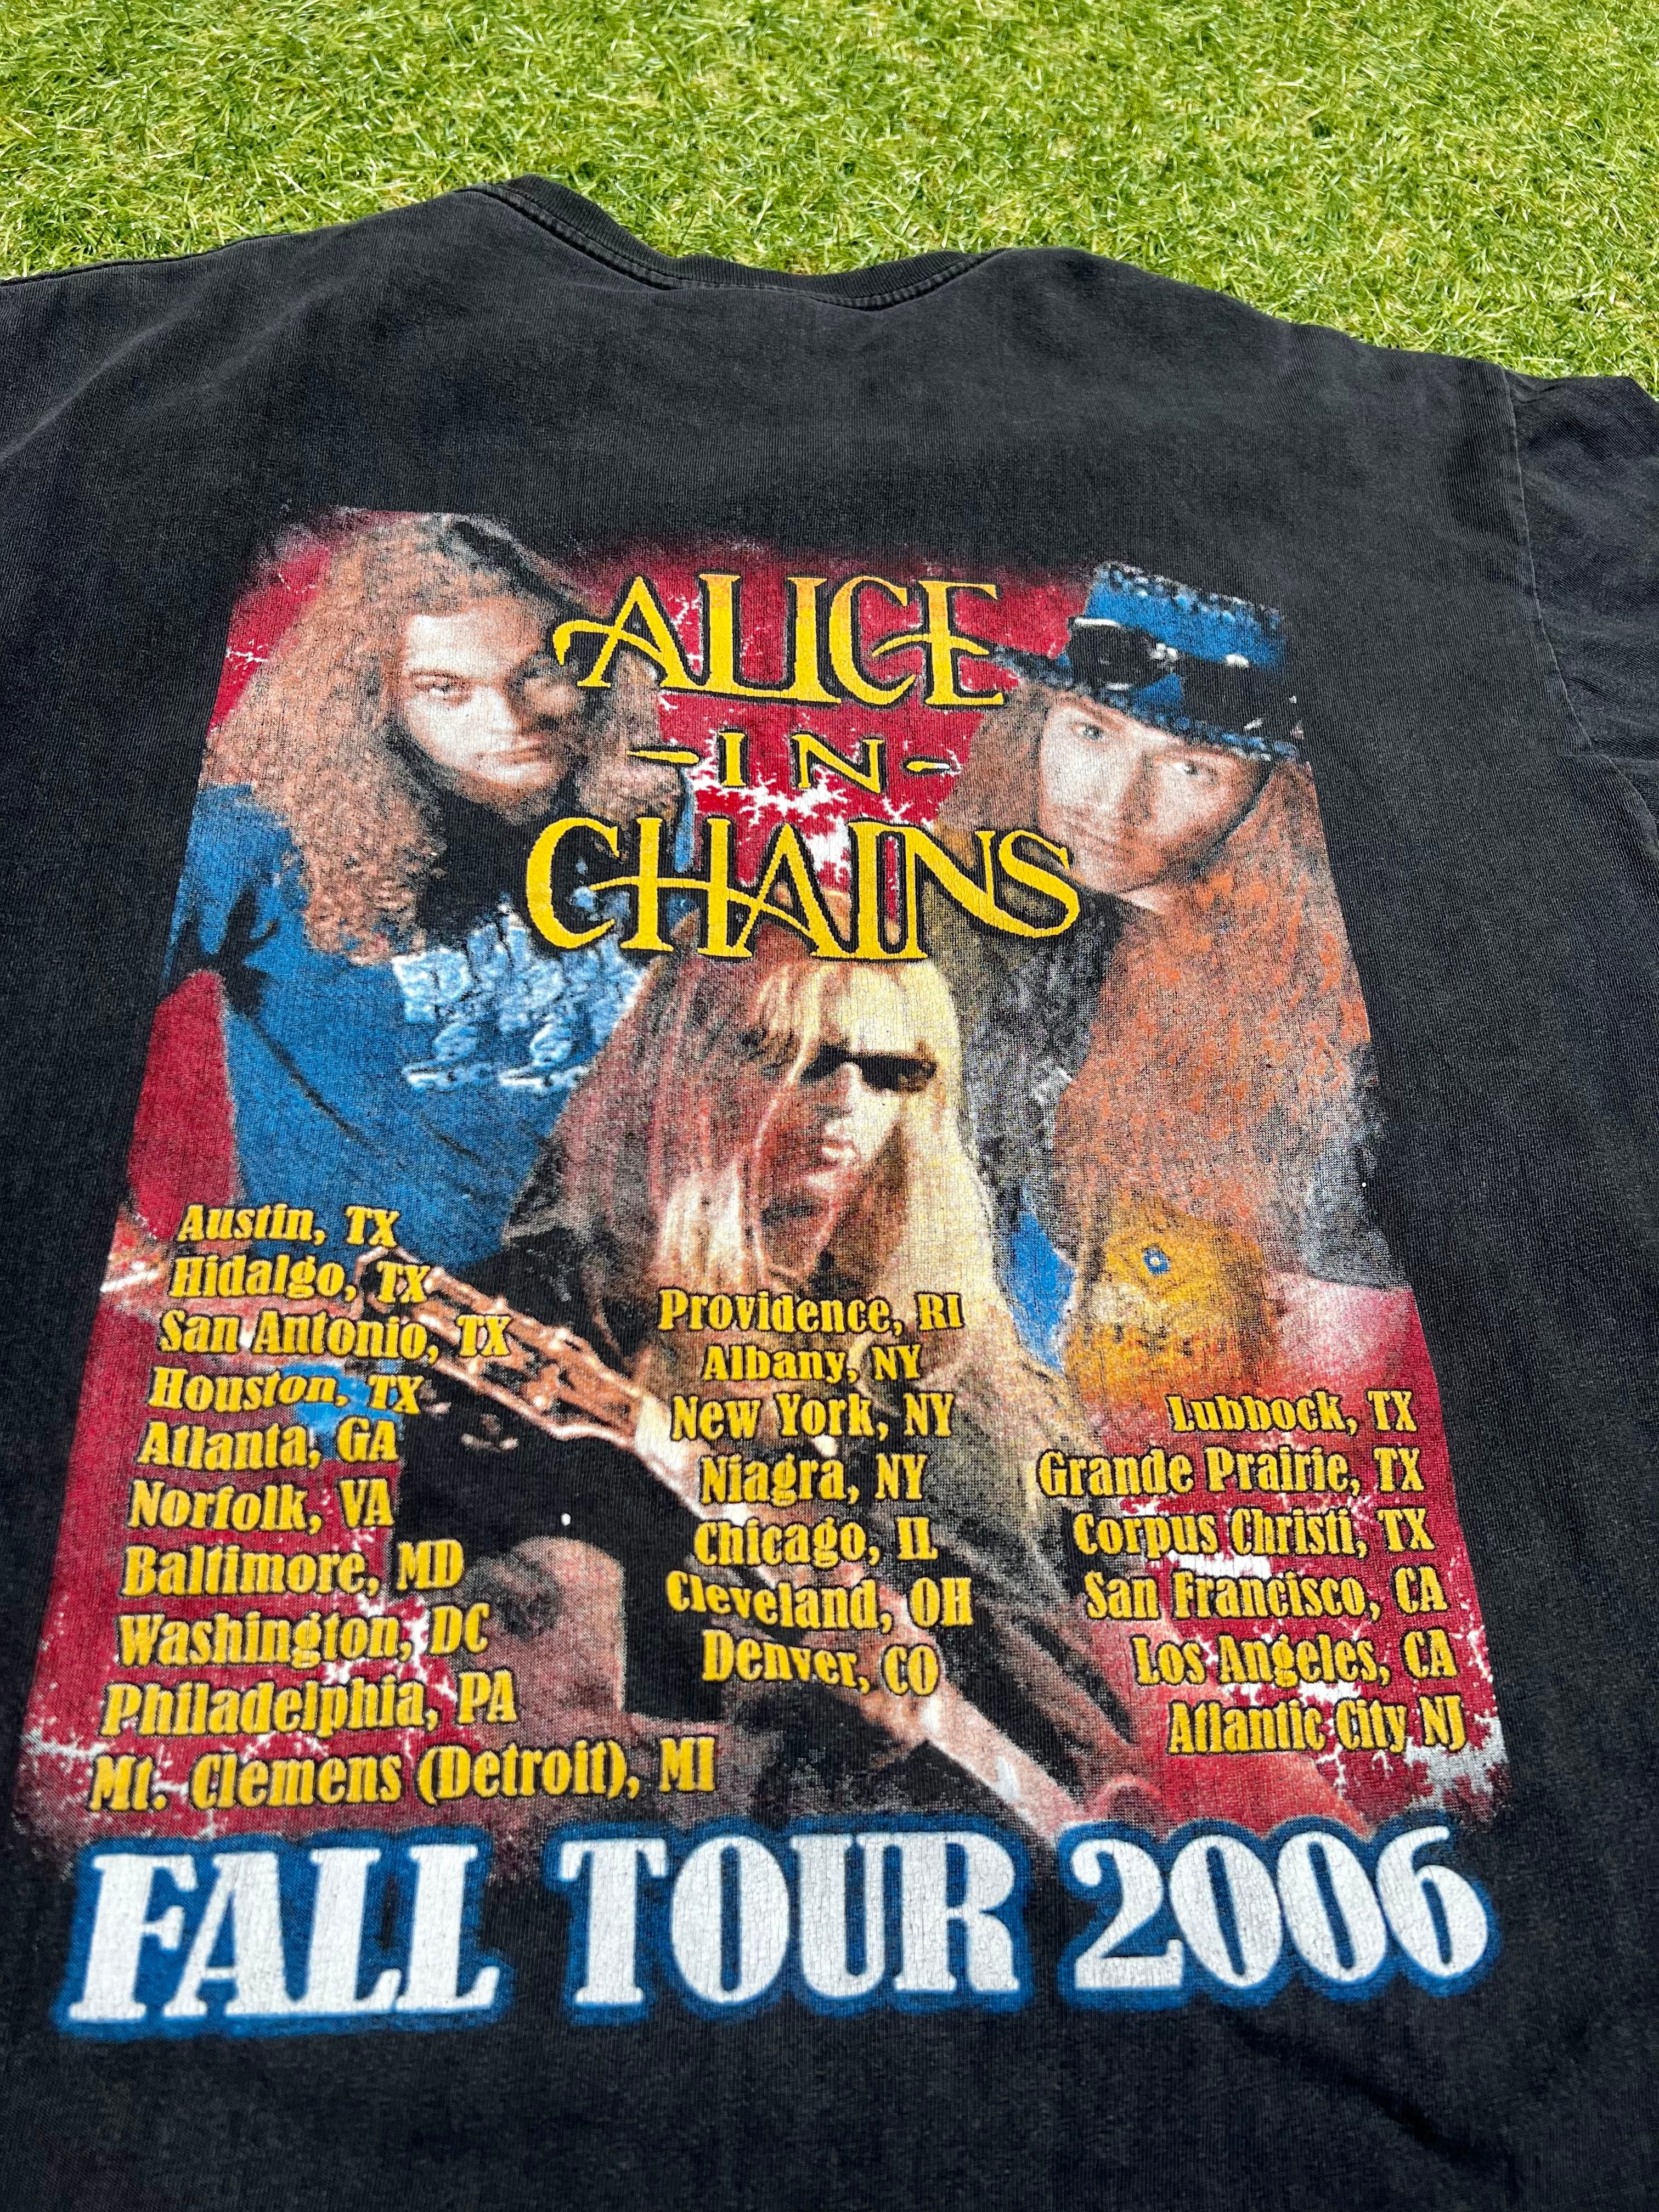 ALICE
-IN-
CHAINS
Austin, TX
Hidalgo, TX
San Antonio, TX
Houston, TX
Atlanta, GA
Norfolk, VA
Baltimore, MD
Washington, DC
Philadelphia, PA
Mt. Clemens (Detroit), MI
Providence, RI
Albany, NY
New York, NY
Niagra, NY
Chicago, IL
Cleveland, OH
Denver, CO
Lubbock, TX
Grande Prairie, TX
Corpus Christi, TX
San Francisco, CA
Los Angeles, CA
Atlantic City NJ
FALL TOUR 2006